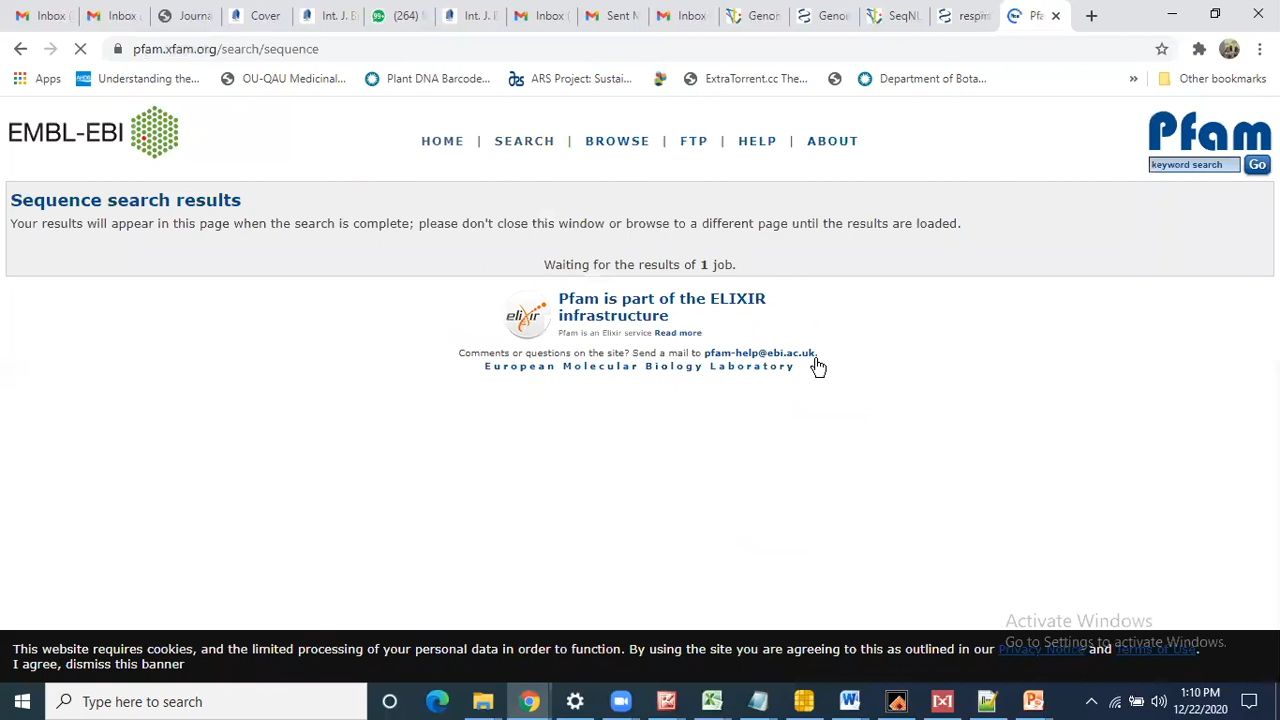 Inbox (
Inbox (
Journa
Cover
Int. J. E
(264)
Int. J. E
Inbox (
Sent M
Inbox
Genon
Genoi
SeqNU
respira
Pfa
pfam.xfam.org/search/sequence
Apps
Understanding the...
OU-QAU Medicinal...
Plant DNA Barcode...
ARS Project: Sustai...
ExtraTorrent.cc The...
Department of Bota...
»
Other bookmarks
EMBL-EBI
HOME | SEARCH | BROWSE | FTP | HELP | ABOUT
Pfam
keyword search
Go
Sequence search results
Your results will appear in this page when the search is complete; please don't close this window or browse to a different page until the results are loaded.
Waiting for the results of 1 job.
elixir
Pfam is part of the ELIXIR
infrastructure
Pfam is an Elixir service Read more
Comments or questions on the site? Send a mail to pfam-help@ebi.ac.uk.
European Molecular Biology Laboratory
Activate Windows
Go to Settings to activate Windows.
This website requires cookies, and the limited processing of your personal data in order to function. By using the site you are agreeing to this as outlined in our Privacy Notice and Terms of Use.
I agree, dismiss this banner
Type here to search
1:10 PM
12/22/2020